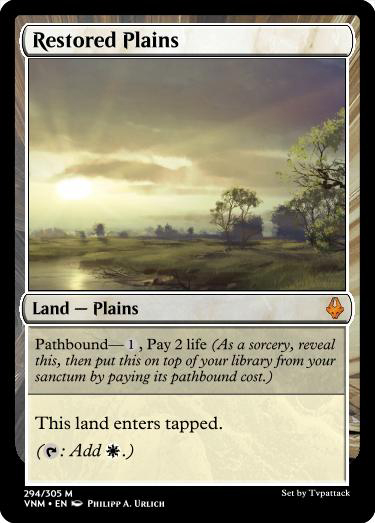 Restored Plains
Land — Plains
Pathbound—1, Pay 2 life (As a sorcery, reveal
this, then put this on top of your library from your
sanctum by paying its pathbound cost.)
This land enters tapped.
(T: Add W.)
294/305 M
VNM • EN Philipp A. Urlich
Set by Tvpattack